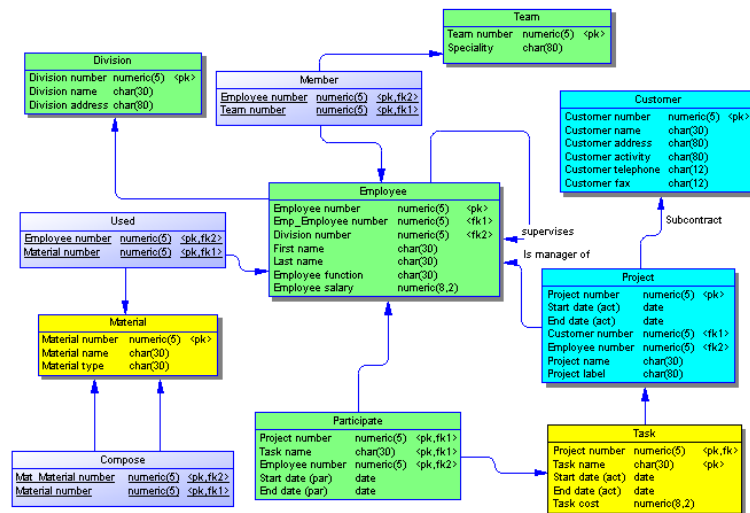 Team
Team number numeric(5) <pk>
Speciality char(80)
Division
Division number numeric(5) <pk>
Division name char(30)
Division address char(80)
Member
Employee number numeric(5) <pk,fk2>
Team number numeric(5) <pk,fk1>
Customer
Customer number numeric(5) <pk>
Customer name char(30)
Customer address char(80)
Customer activity char(80)
Customer telephone char(12)
Customer fax char(12)
Employee
Employee number numeric(5) <pk>
Emp_Employee number numeric(5) <fk1>
Division number numeric(5) <fk2>
First name char(30)
Last name char(30)
Employee function char(30)
Employee salary numeric(8,2)
Used
Employee number numeric(5) <pk,fk2>
Material number numeric(5) <pk,fk1>
supervises
Subcontract
Is manager of
Project
Project number numeric(5) <pk>
Start date (act) date
End date (act) date
Customer number numeric(5) <fk1>
Employee number numeric(5) <fk2>
Project name char(30)
Project label char(80)
Material
Material number numeric(5) <pk>
Material name char(30)
Material type char(30)
Participate
Project number numeric(5) <pk,fk1>
Task name char(30) <pk,fk1>
Employee number numeric(5) <pk,fk2>
Start date (par) date
End date (par) date
Task
Project number numeric(5) <pk,fk>
Task name char(30) <pk>
Start date (act) date
End date (act) date
Task cost numeric(8,2)
Compose
Mat_Material number numeric(5) <pk,fk2>
Material number numeric(5) <pk,fk1>